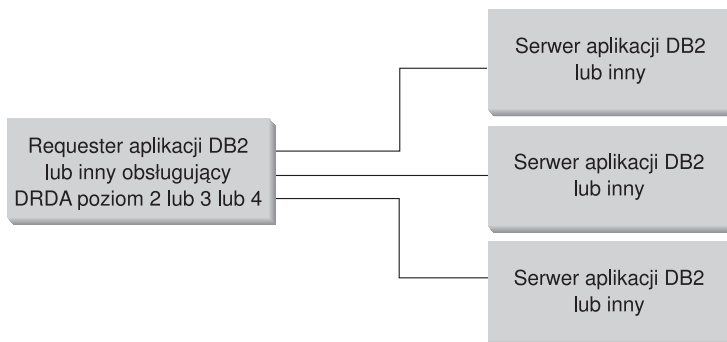 Requester aplikacji DB2
lub inny obsługujący
DRDA poziom 2 lub 3 lub 4
Serwer aplikacji DB2
lub inny
Serwer aplikacji DB2
lub inny
Serwer aplikacji DB2
lub inny